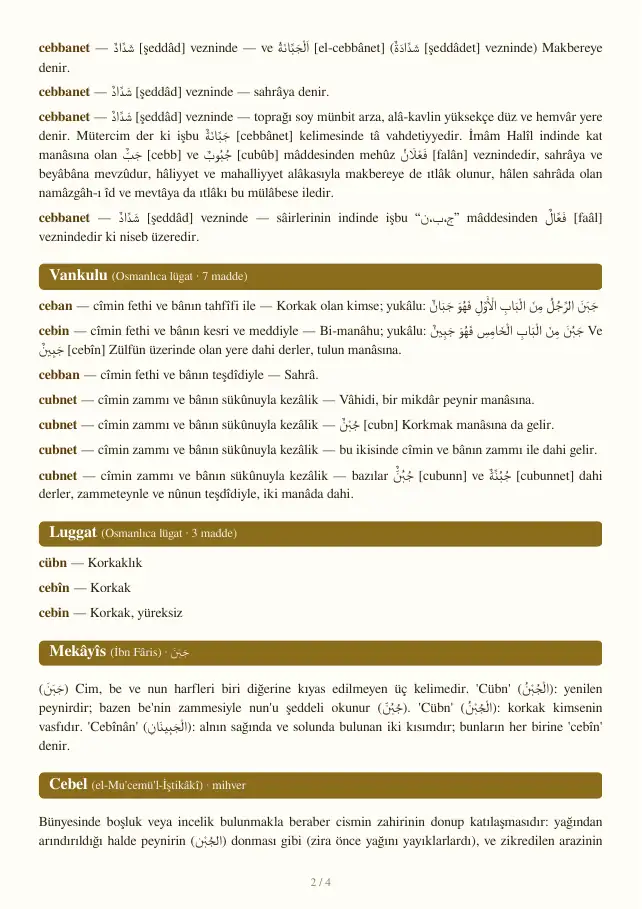 cebbanet — شَدَّادٌ [şeddâd] vezninde — ve اَلْجَبَّانَةُ [el-cebbânet] (شَدَّادَةٌ [şeddâdet] vezninde) Makbereye
denir.
cebbanet — شَدَّادٌ [şeddâd] vezninde — sahrâya denir.
cebbanet — شَدَّادٌ [şeddâd] vezninde — toprağı soy münbit arza, alâ-kavlin yüksekçe düz ve hemvâr yere
denir. Mütercim der ki işbu جَبَّانَةٌ [cebbânet] kelimesinde tâ vahdetiyyedir. İmâm Halîl indinde kat
manâsına olan جَبٌّ [cebb] ve جُبُوبٌ [cubûb] mâddesinden mehûz فَعْلَانُ [falân] veznindedir, sahrâya ve
beyâbâna mevzûdur, hâliyyet ve mahalliyyet alâkasıyla makbereye de ıtlâk olunur, hâlen sahrâda olan
namâzgâh-ı îd ve mevtâya da ıtlâkı bu mülâbese iledir.
cebbanet — شَدَّادٌ [şeddâd] vezninde — sâirlerinin indinde işbu “ج،ب،ن” mâddesinden فَعَّالٌ [faâl]
veznindedir ki niseb üzeredir.
Vankulu (Osmanlıca lügat · 7 madde)
ceban — cîmin fethi ve bânın tahfîfi ile — Korkak olan kimse; yukâlu: جَبَنَ الرَّجُلُ مِنَ الْبَابِ الْأَوَّلِ فَهُوَ جَبَانٌ
cebin — cîmin fethi ve bânın kesri ve meddiyle — Bi-manâhu; yukâlu: جَبُنَ مِنَ الْبَابِ الْخَامِسِ فَهُوَ جَبِينٌ Ve
جَبِينٌ [cebîn] Zülfün üzerinde olan yere dahi derler, tulun manâsına.
cebban — cîmin fethi ve bânın teşdîdiyle — Sahrâ.
cubnet — cîmin zammı ve bânın sükûnuyla kezâlik — Vâhidi, bir mikdâr peynir manâsına.
cubnet — cîmin zammı ve bânın sükûnuyla kezâlik — جُبْنٌ [cubn] Korkmak manâsına da gelir.
cubnet — cîmin zammı ve bânın sükûnuyla kezâlik — bu ikisinde cîmin ve bânın zammı ile dahi gelir.
cubnet — cîmin zammı ve bânın sükûnuyla kezâlik — bazılar جُبُنٌّ [cubunn] ve جُبُنَّةٌ [cubunnet] dahi
derler, zammeteynle ve nûnun teşdîdiyle, iki manâda dahi.
Luggat (Osmanlıca lügat · 3 madde)
cübn — Korkaklık
cebîn — Korkak
cebin — Korkak, yüreksiz
Mekâyîs (İbn Fâris) · جَبَنَ
(جَبَنَ) Cim, be ve nun harfleri biri diğerine kıyas edilmeyen üç kelimedir. 'Cübn' (الْجُبْنُ): yenilen
peynirdir; bazen be'nin zammesiyle nun'u şeddeli okunur (جُبُنَّ). 'Cübn' (الْجُبْنُ): korkak kimsenin
vasfıdır. 'Cebînân' (الْجَبِينَانِ): alnın sağında ve solunda bulunan iki kısımdır; bunların her birine 'cebîn'
denir.
Cebel (el-Mu'cemü'l-İştikâkî) · mihver
Bünyesinde boşluk veya incelik bulunmakla beraber cismin zahirinin donup katılaşmasıdır: yağından
arındırıldığı halde peynirin (الجُبْن) donması gibi (zira önce yağını yayıklarlardı), ve zikredilen arazinin
2 / 4